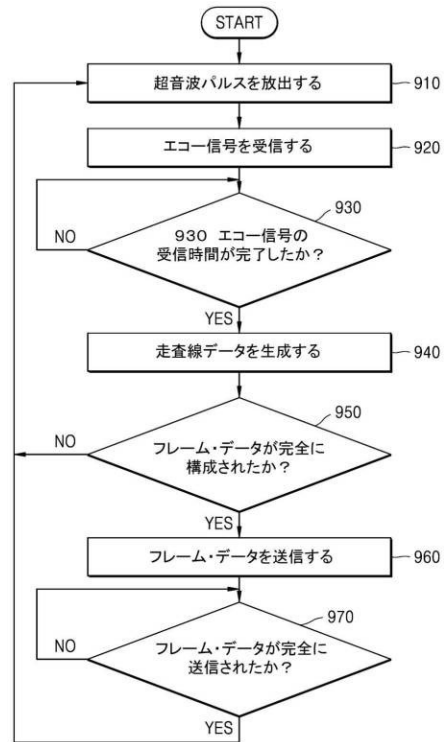 START
超音波パルスを放出する
910
エコー信号を受信する
920
930
NO
930 エコー信号の
受信時間が完了したか?
YES
走査線データを生成する
940
950
NO
フレーム・データが完全に
構成されたか?
YES
フレーム・データを送信する
960
970
NO
フレーム・データが完全に
送信されたか?
YES